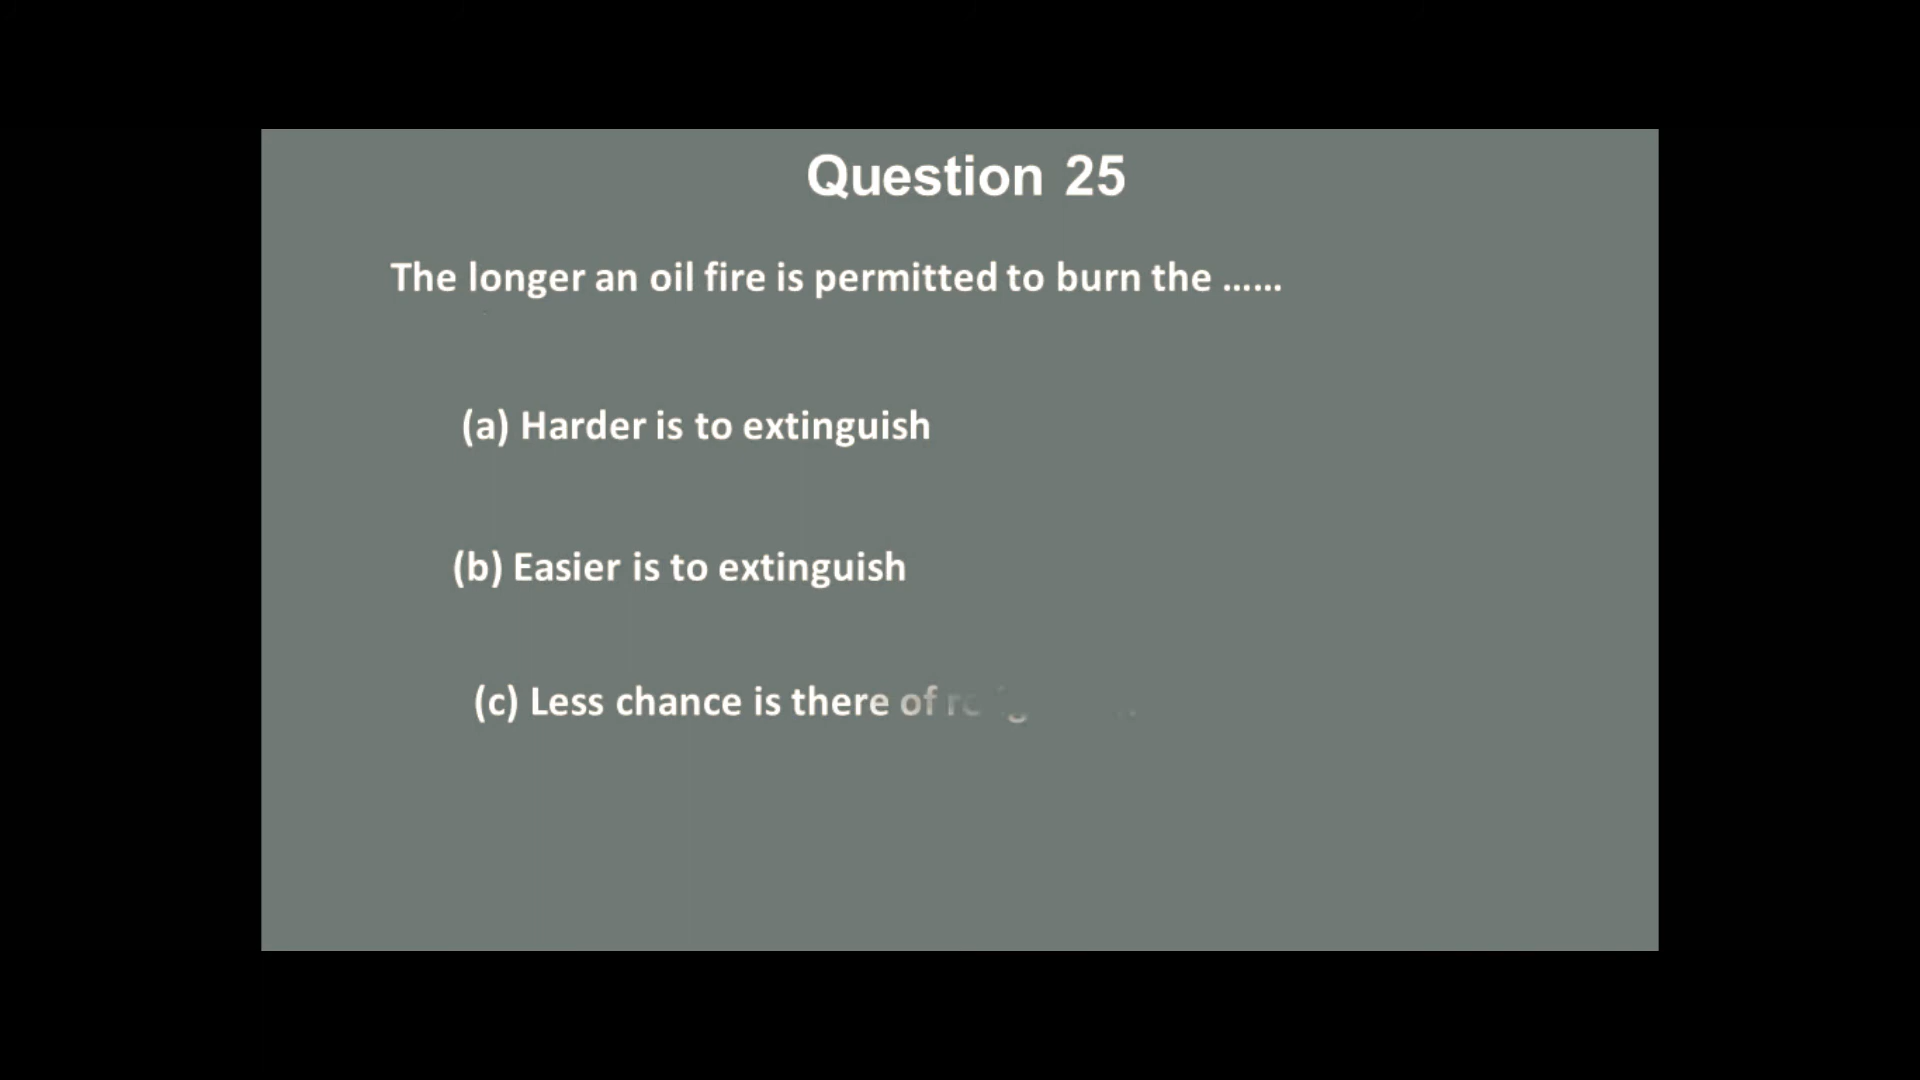 Question 25
The longer an oil fire is permitted to burn the ......
(a) Harder is to extinguish
(b) Easier is to extinguish
(c) Less chance is there of